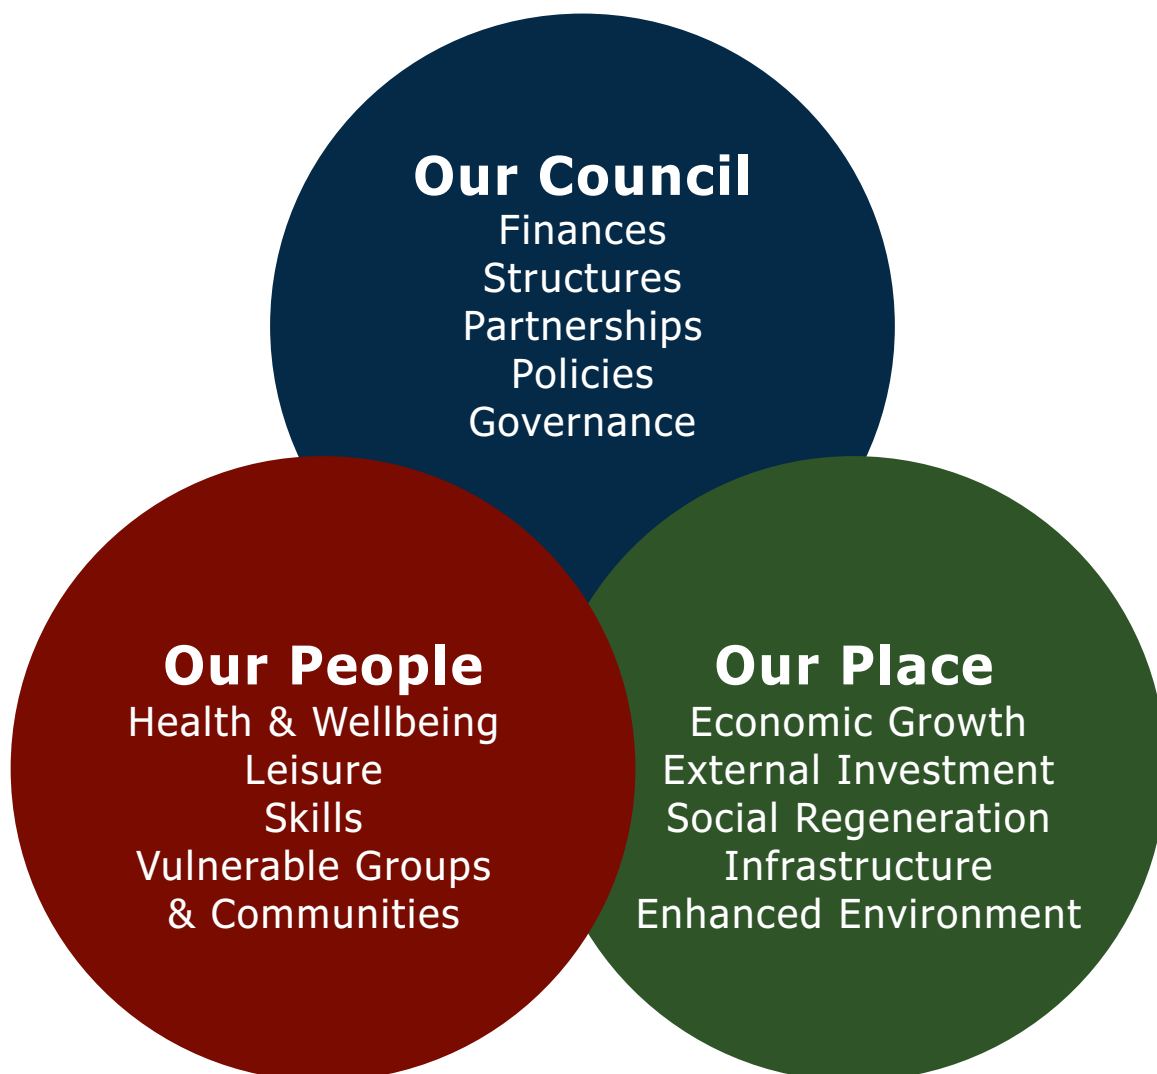 Our Council
Finances
Structures
Partnerships
Policies
Governance
Our People
Health & Wellbeing
Leisure
Skills
Vulnerable Groups
& Communities
Our Place
Economic Growth
External Investment
Social Regeneration
Infrastructure
Enhanced Environment